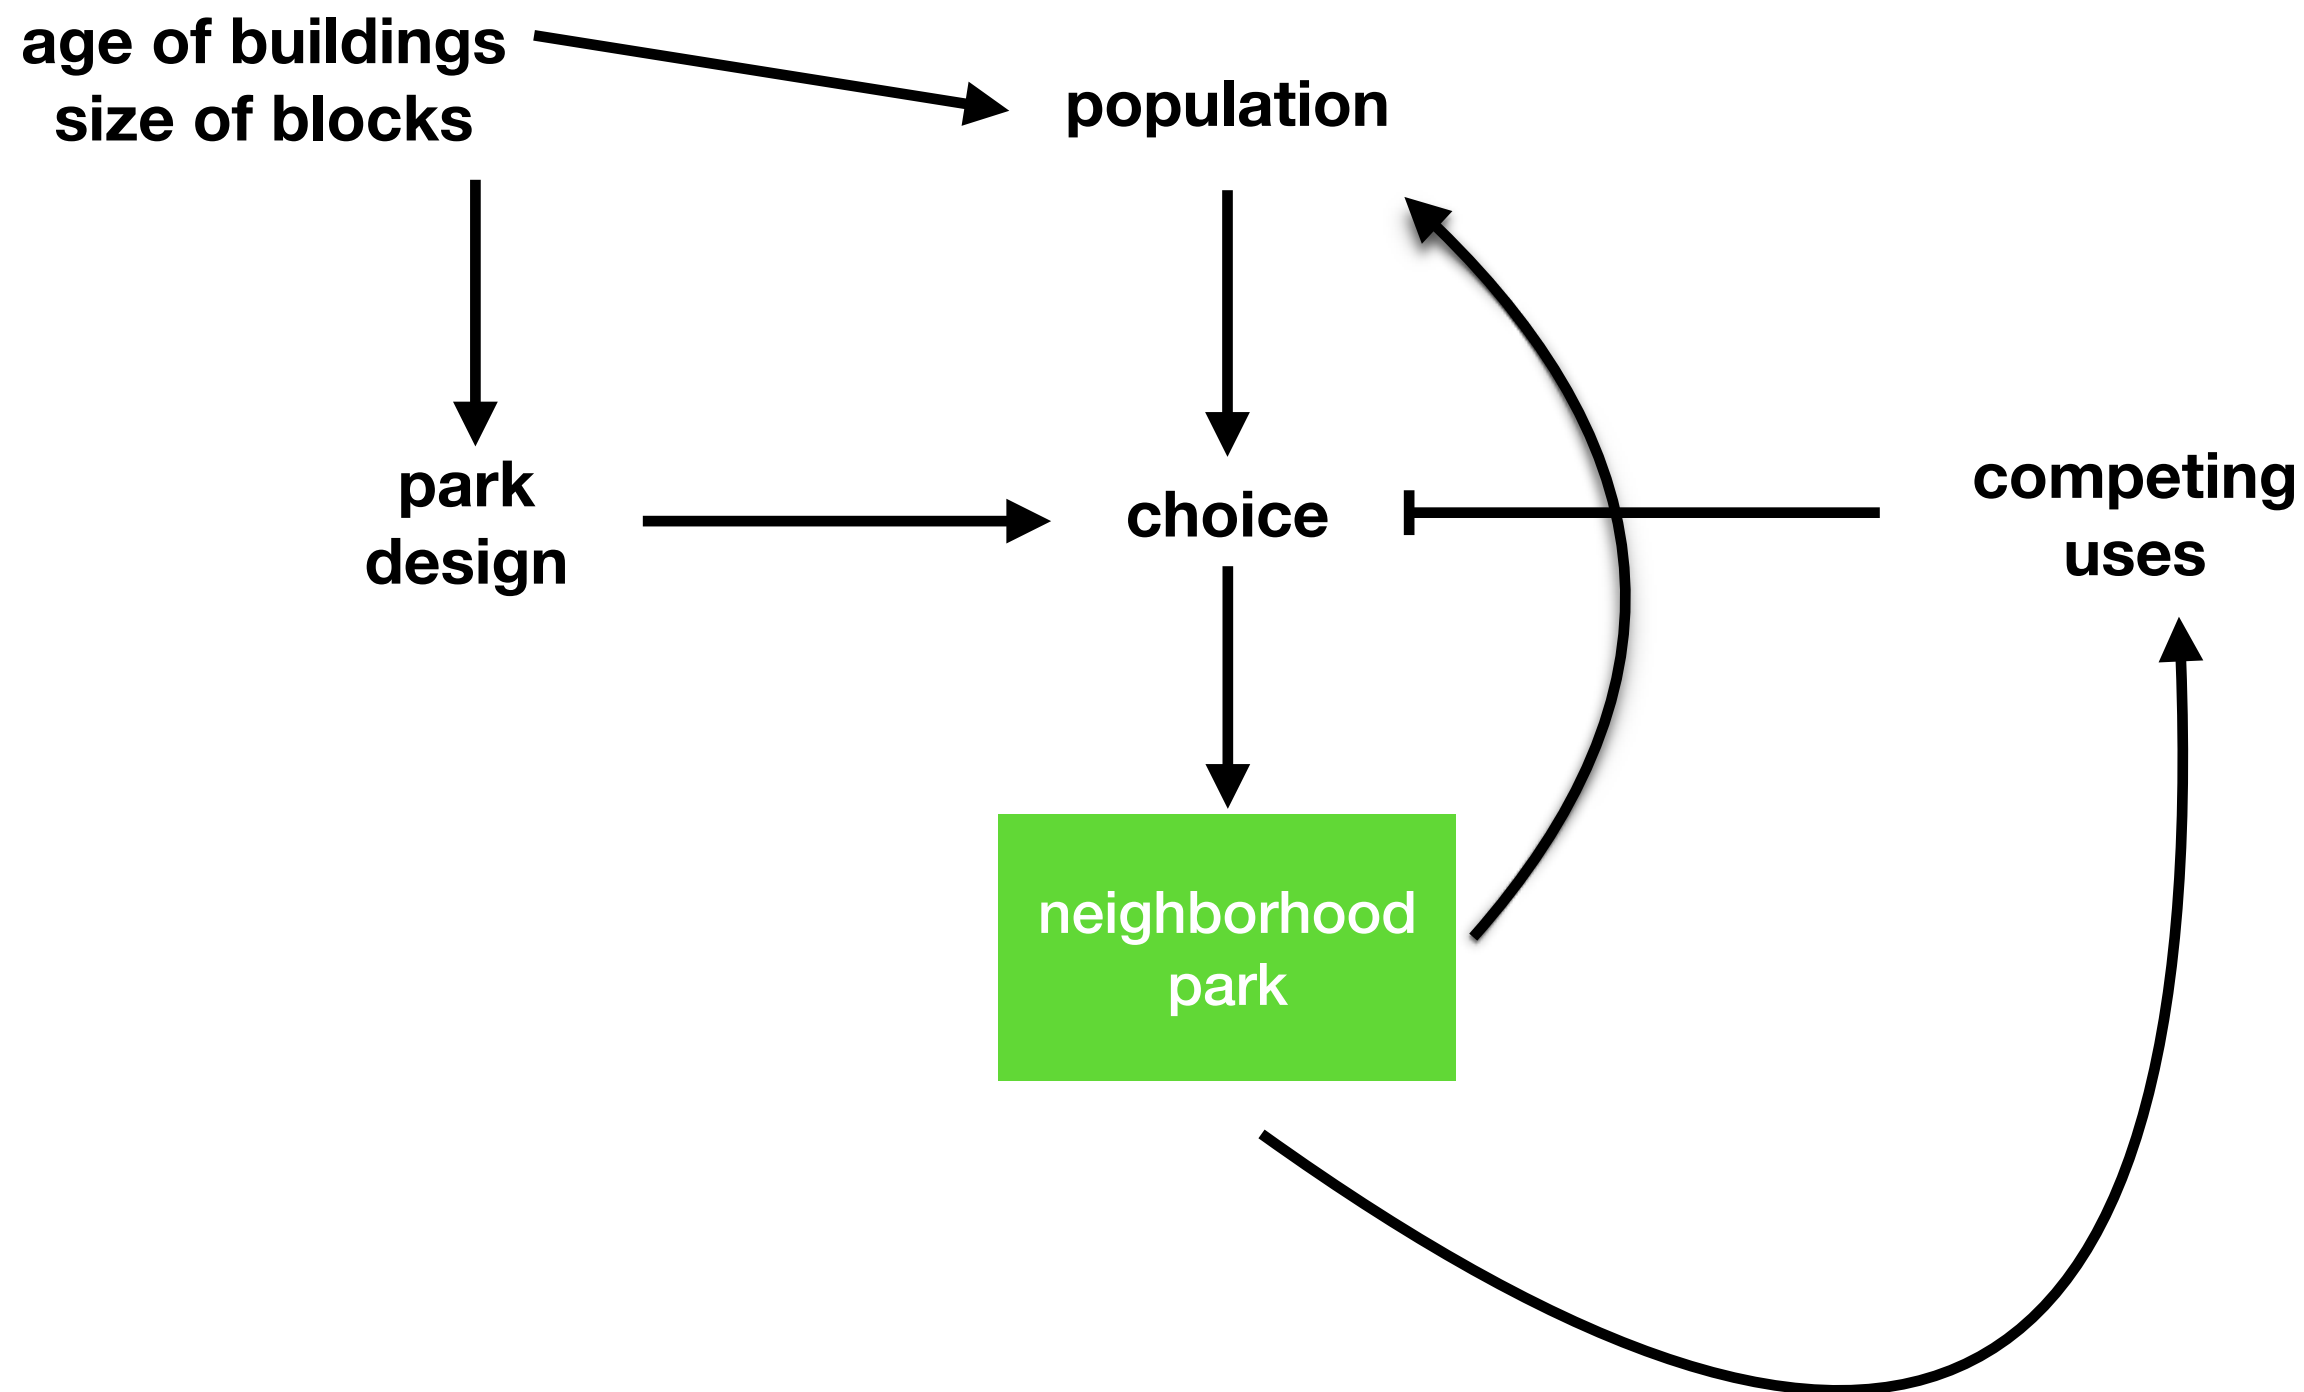 age of buildings
size of blocks
population
park
design
choice
competing
uses
neighborhood
park